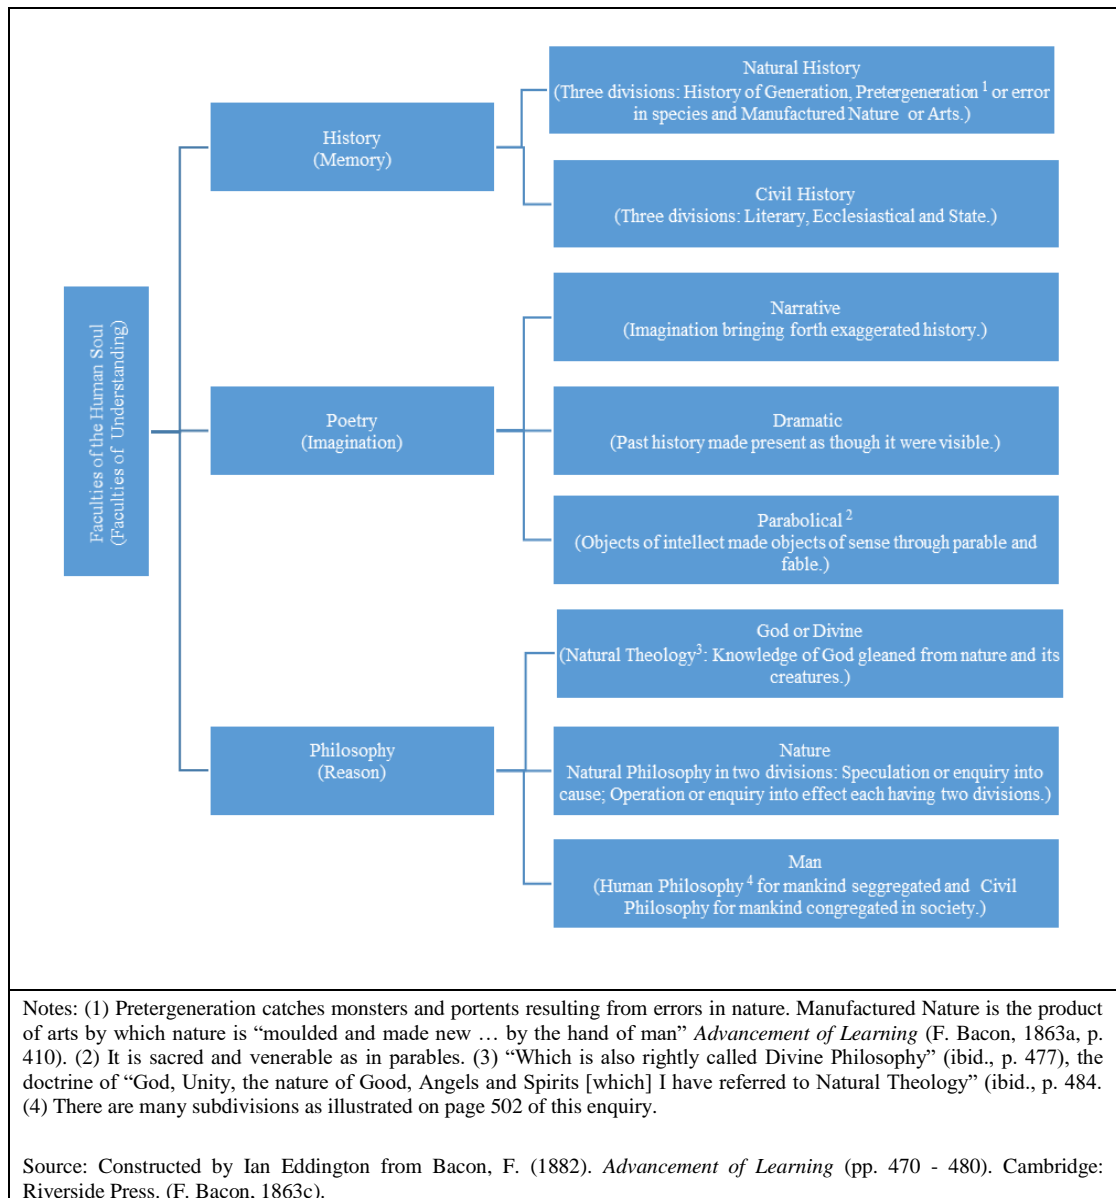 Faculties of the Human Soul
(Faculties of Understanding)
History
(Memory)
Natural History
(Three divisions: History of Generation, Pretergeneration 1 or error
in species and Manufactured Nature or Arts.)
Civil History
(Three divisions: Literary, Ecclesiastical and State.)
Poetry
(Imagination)
Narrative
(Imagination bringing forth exaggerated history.)
Dramatic
(Past history made present as though it were visible.)
Parabolical 2
(Objects of intellect made objects of sense through parable and
fable.)
Philosophy
(Reason)
God or Divine
(Natural Theology3: Knowledge of God gleaned from nature and its
creatures.)
Nature
Natural Philosophy in two divisions: Speculation or enquiry into
cause; Operation or enquiry into effect each having two divisions.)
Man
(Human Philosophy 4 for mankind seggregated and Civil
Philosophy for mankind congregated in society.)
Notes: (1) Pretergeneration catches monsters and portents resulting from errors in nature. Manufactured Nature is the product
of arts by which nature is “moulded and made new … by the hand of man” Advancement of Learning (F. Bacon, 1863a, p.
410). (2) It is sacred and venerable as in parables. (3) “Which is also rightly called Divine Philosophy” (ibid., p. 477), the
doctrine of “God, Unity, the nature of Good, Angels and Spirits [which] I have referred to Natural Theology” (ibid., p. 484.
(4) There are many subdivisions as illustrated on page 502 of this enquiry.
Source: Constructed by Ian Eddington from Bacon, F. (1882). Advancement of Learning (pp. 470 - 480). Cambridge:
Riverside Press. (F. Bacon, 1863c).